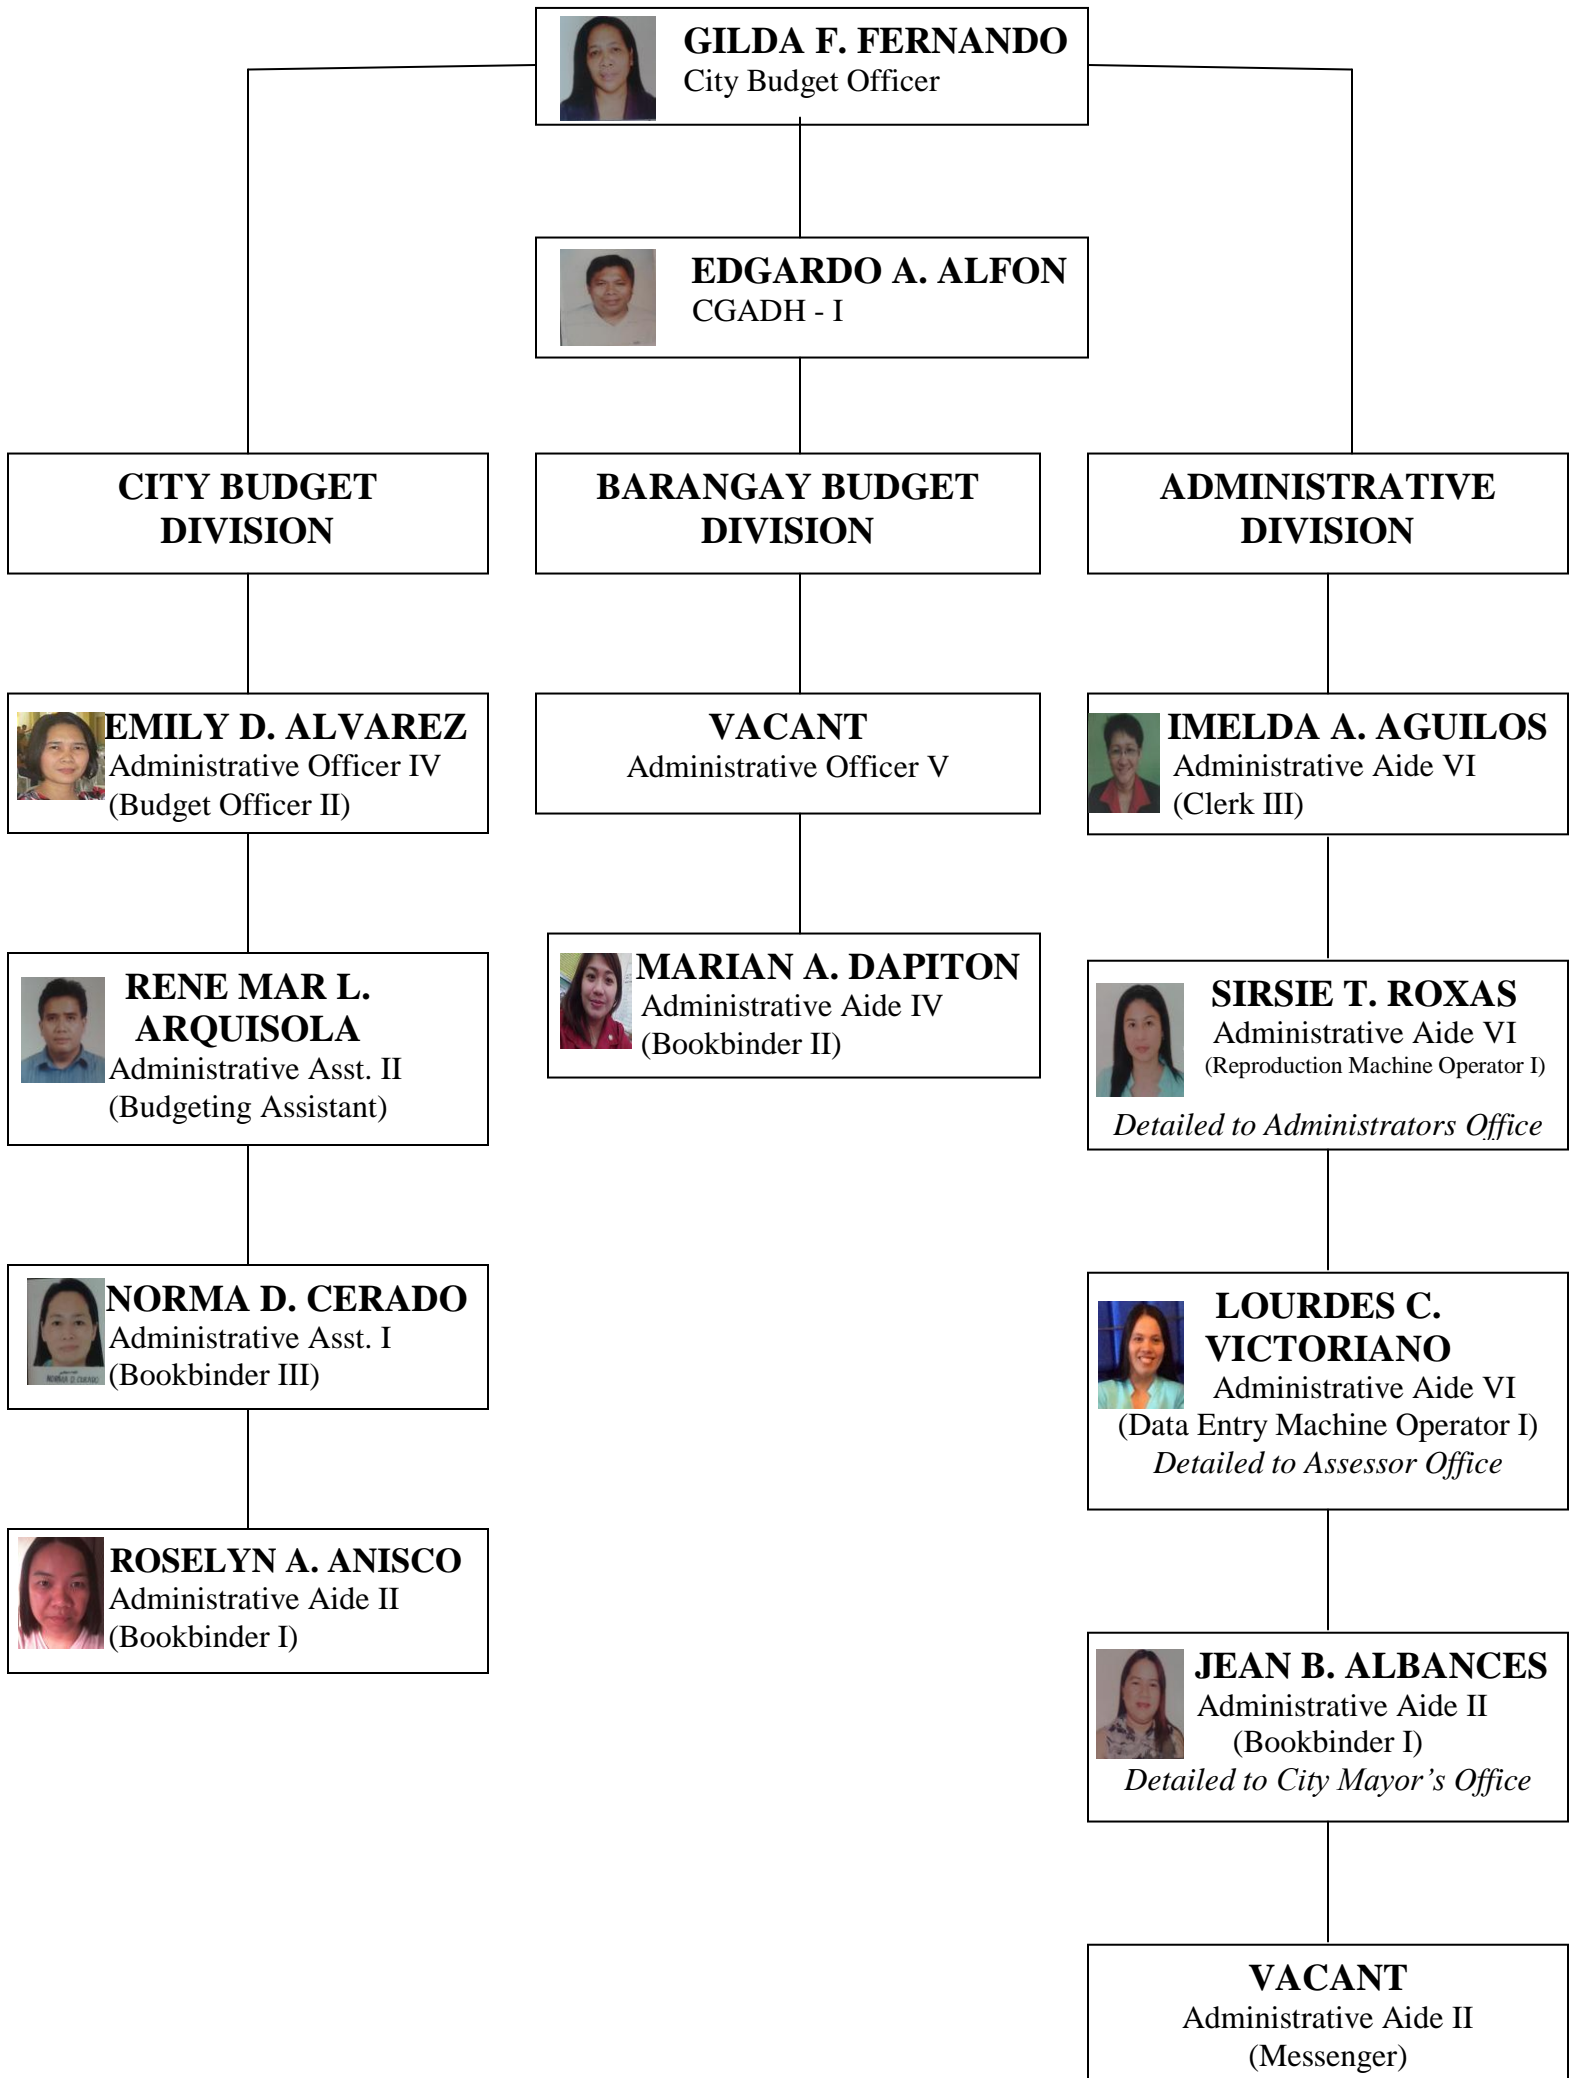 GILDA F. FERNANDO
City Budget Officer
EDGARDO A. ALFON
CGADH - I
CITY BUDGET
DIVISION
EMILY D. ALVAREZ
Administrative Officer IV
(Budget Officer II)
RENE MAR L.
ARQUISOLA
Administrative Asst. II
(Budgeting Assistant)
NORMA D. CERADO
Administrative Asst. I
(Bookbinder III)
NORMA D. CERADO
ROSELYN A. ANISCO
Administrative Aide II
(Bookbinder I)
BARANGAY BUDGET
DIVISION
VACANT
Administrative Officer V
MARIAN A. DAPITON
Administrative Aide IV
(Bookbinder II)
ADMINISTRATIVE
DIVISION
IMELDA A. AGUILOS
Administrative Aide VI
(Clerk III)
SIRSIE T. ROXAS
Administrative Aide VI
(Reproduction Machine Operator I)
Detailed to Administrators Office
LOURDES C.
VICTORIANO
Administrative Aide VI
(Data Entry Machine Operator I)
Detailed to Assessor Office
JEAN B. ALBANCES
Administrative Aide II
(Bookbinder I)
Detailed to City Mayor’s Office
VACANT
Administrative Aide II
(Messenger)